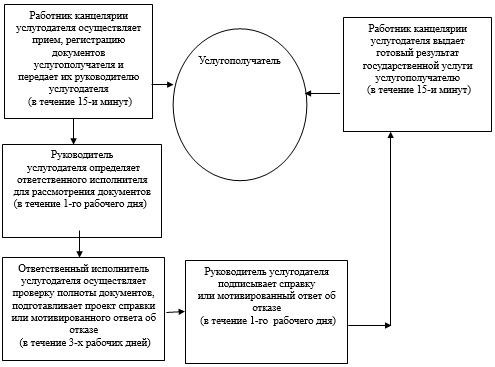 Работник канцелярии
услугодателя осуществляет
прием, регистрацию
документов
услугополучателя и
передает их руководителю
услугодателя
(в течение 15-и минут)
Услугополучатель
Работник канцелярии
услугодателя выдает
готовый результат
государственной услуги
услугополучателю
(в течение 15-и минут)
Руководитель
услугодателя определяет
ответственного исполнителя
для рассмотрения документов
(в течение 1-го рабочего дня)
Ответственный исполнитель
услугодателя осуществляет
проверку полноты документов,
подготавливает проект справки
или мотивированного ответа об
отказе
(в течение 3-х рабочих дней)
Руководитель услугодателя
подписывает справку
или мотивированный ответ об
отказе
(в течение 1-го рабочего дня)